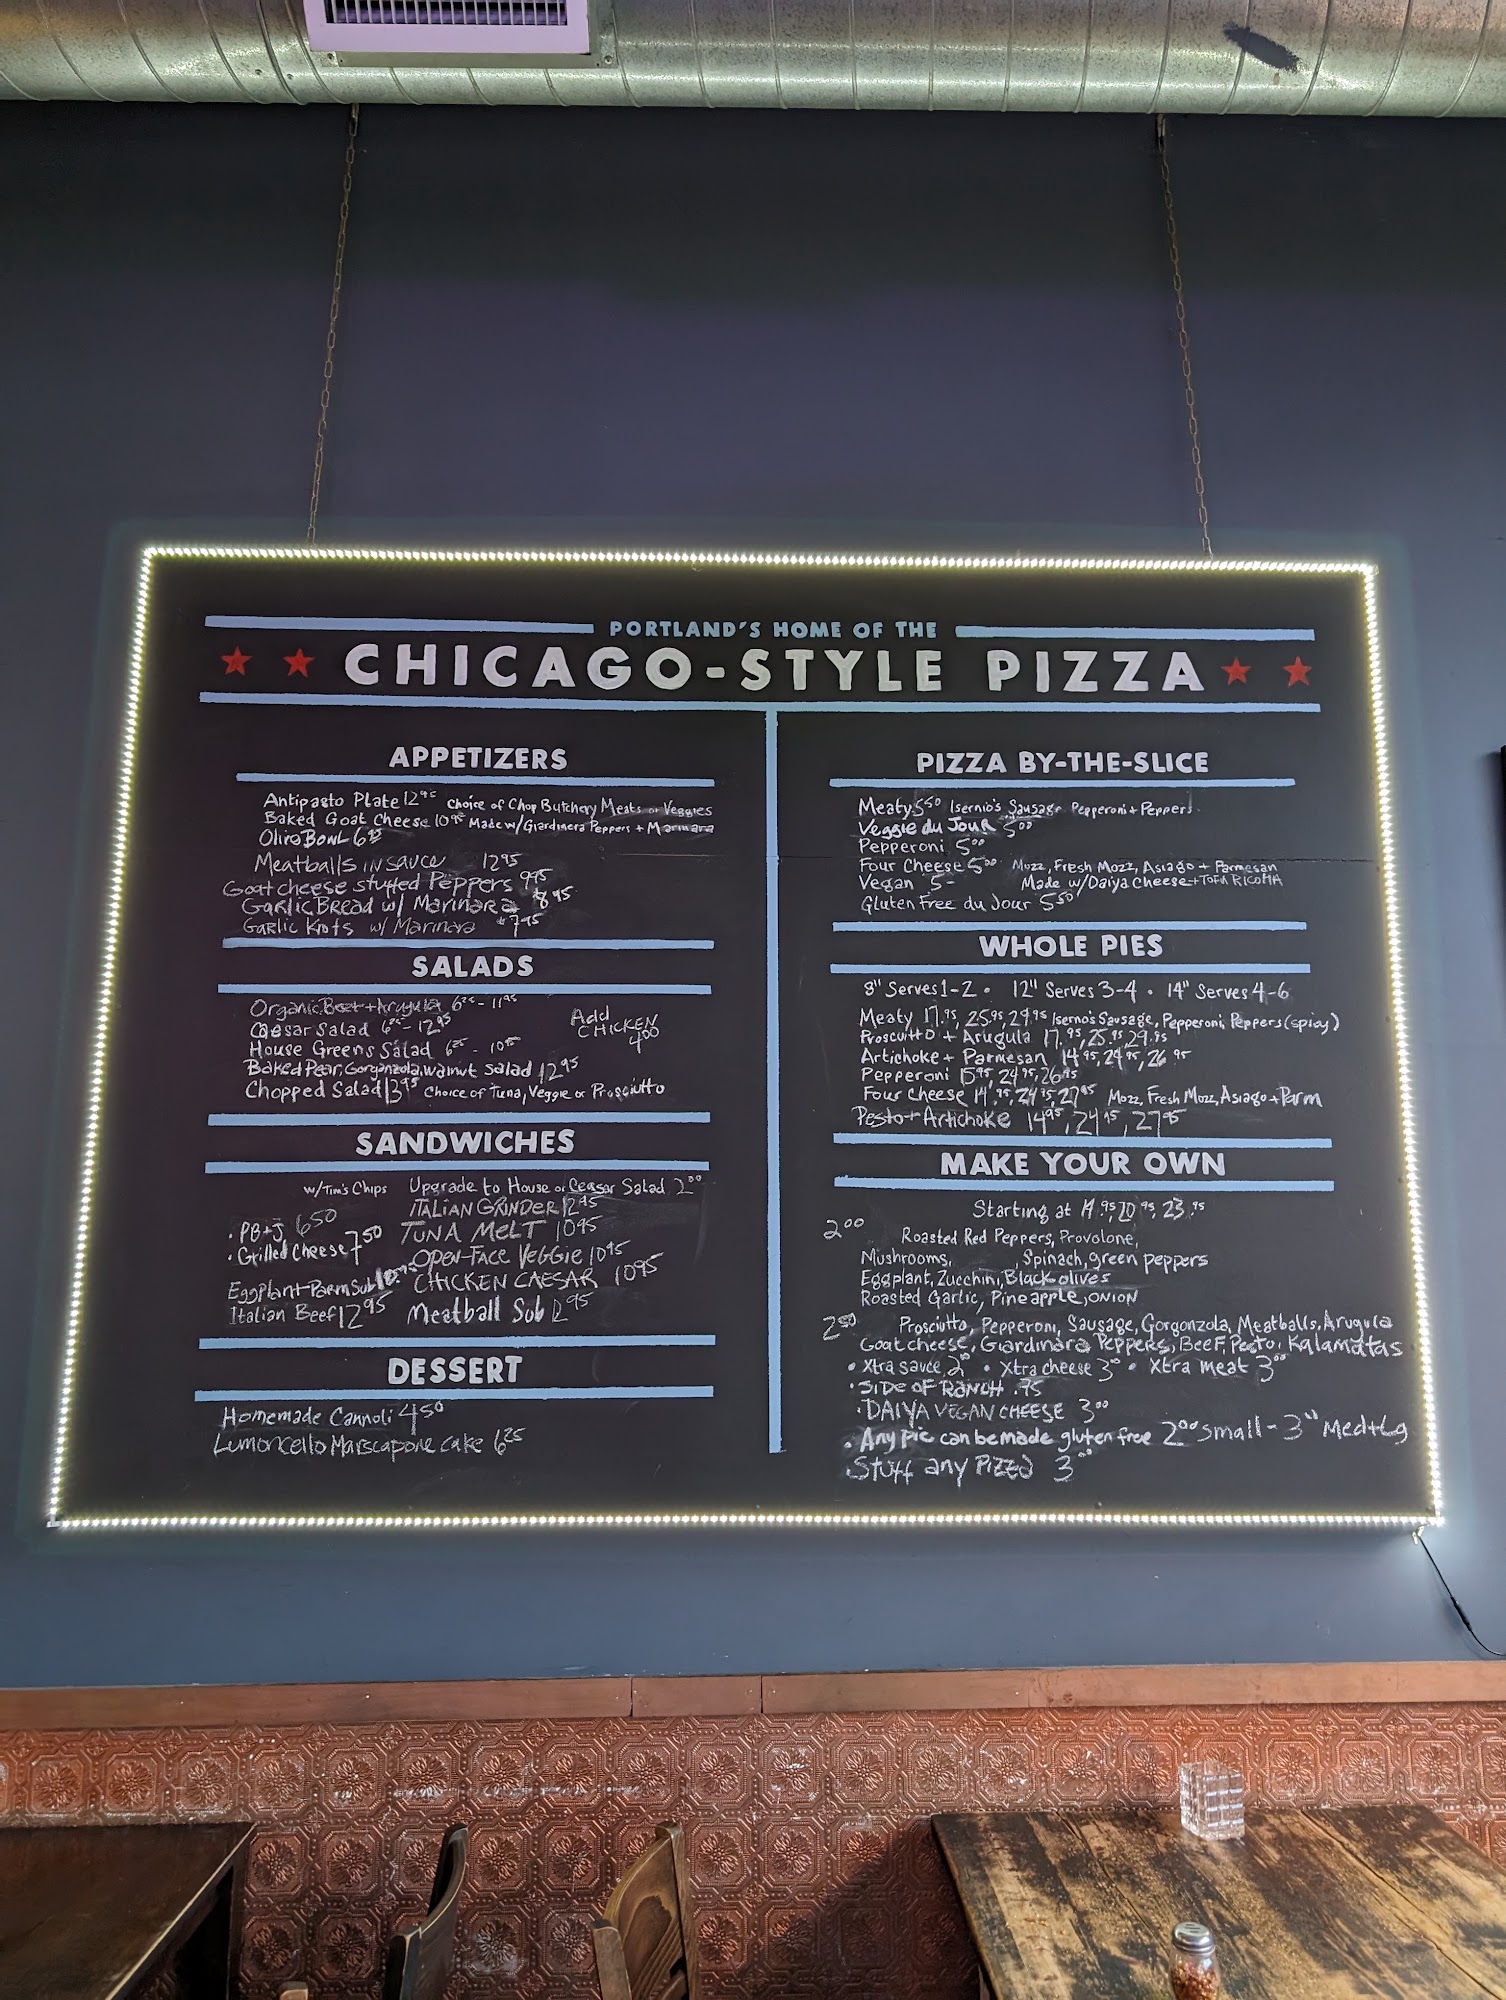 PORTLAND'S HOME OF THE
CHICAGO-STYLE PIZZA
APPETIZERS
Antipasto Plate 12 95 Choice of Chop Butchery Meats or Veggies
Baked Goat Cheese 10 95 Made w/Giardinera Peppers + Marinara
Olive Bowl 6 95
Meatballs IN SAUCE 12 95
Goat cheese stuffed Peppers 9 95
Garlic Bread w/ Marinara $8 95
Garlic Knots w/ Marinara $7 95
SALADS
Organic Beet + Arugula 6 25 - 11 95
Caesar Salad 6 25 - 12 95
House Greens Salad 6 25 - 10 95
Baked Pear, Gorganzola, walnut Salad 12 95
Chopped Salad 13 95 Choice of Tuna, Veggie or Prosciutto
Add
CHICKEN
4 00
SANDWICHES
w/Tim's Chips Upgrade to House or Ceasar Salad 2 00
ITALIAN GRINDER 12 95
• PB+J 6 50 TUNA MELT 10 95
• Grilled Cheese 7 50 OPEN-FACE VEGGIE 10 95
Eggplant-Parm Sub 10 95 CHICKEN CAESAR 10 95
Italian Beef 12 95 Meatball Sub 12 95
DESSERT
Homemade Cannoli 4 50
Lumoncello Marscapone cake 6 25
PIZZA BY-THE-SLICE
Meaty 5 50 Isernio's Sausage Pepperoni + Peppers
Veggie du Jour 5 00
Pepperoni 5 00
Four Cheese 5 00 Mozz, Fresh Mozz, Asiago + Parmesan
Vegan 5- Made w/Daiya Cheese + TOFU RICOTTA
Gluten Free du Jour 5 50
WHOLE PIES
8" Serves 1-2 • 12" Serves 3-4 • 14" Serves 4-6
Meaty 17.95, 25.95, 29.95 Iserno's Sausage, Pepperoni, Peppers (spicy)
Proscuitto + Arugula 17.95, 25.95, 29.95
Artichoke + Parmesan 14 95, 24 95, 26 95
Pepperoni 15 95, 24 95, 26 95
Four Cheese 14.95, 24 95, 27 95 Mozz, Fresh Mozz, Asiago + Parm
Pesto + Artichoke 14 95, 24 95, 27 95
MAKE YOUR OWN
Starting at 14.95, 20 95, 23.95
2 00 Roasted Red Peppers, Provolone,
Mushrooms, , Spinach, green peppers
Eggplant, Zucchini, Black olives
Roasted Garlic, Pineapple, ONION
2 50 Prosciutto, Pepperoni, Sausage, Gorgonzola, Meatballs, Arugula
Goat cheese, Giardinara Peppers, Beef, Pesto, Kalamatas
• Xtra sauce 2 00 • Xtra cheese 3 00 • Xtra meat 3 00
• SIDE OF RANCH .75
• DAIYA VEGAN CHEESE 3 00
• Any pie can be made gluten free 2 00 small - 3 00 Med+Lg
• Stuff any Pizza 3 00